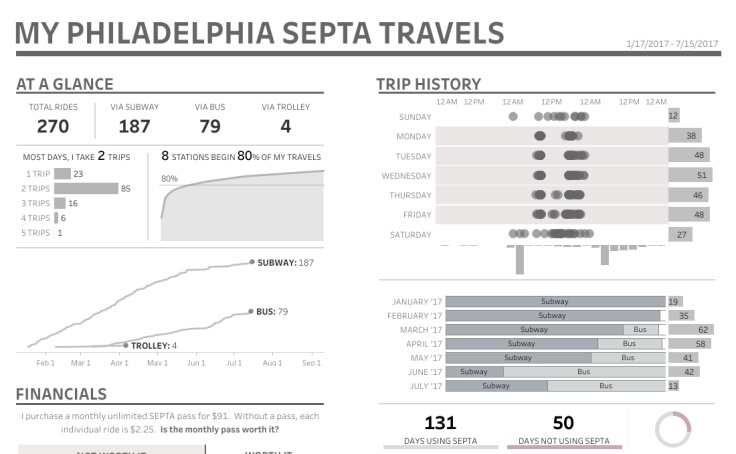 MY PHILADELPHIA SEPTA TRAVELS
1/17/2017 - 7/15/2017
AT A GLANCE
TOTAL RIDES VIA SUBWAY VIA BUS VIA TROLLEY
270 187 79 4
MOST DAYS, I TAKE 2 TRIPS
1 TRIP 23
2 TRIPS 85
3 TRIPS 16
4 TRIPS 6
5 TRIPS 1
8 STATIONS BEGIN 80% OF MY TRAVELS
80%
SUBWAY: 187
BUS: 79
TROLLEY: 4
Feb 1 Mar 1 Apr 1 May 1 Jun 1 Jul 1 Aug 1 Sep 1
FINANCIALS
I purchase a monthly unlimited SEPTA pass for $91. Without a pass, each
individual ride is $2.25. Is the monthly pass worth it?
NOT WORTH IT WORTH IT
TRIP HISTORY
12 AM 12 PM 12 AM 12 PM 12 AM 12 PM 12 AM
SUNDAY 12
MONDAY 38
TUESDAY 48
WEDNESDAY 51
THURSDAY 46
FRIDAY 48
SATURDAY 27
JANUARY '17 Subway 19
FEBRUARY '17 Subway 35
MARCH '17 Subway Bus 62
APRIL '17 Subway Bus 58
MAY '17 Subway Bus 41
JUNE '17 Subway Bus 42
JULY '17 Subway Bus 13
131 50
DAYS USING SEPTA DAYS NOT USING SEPTA